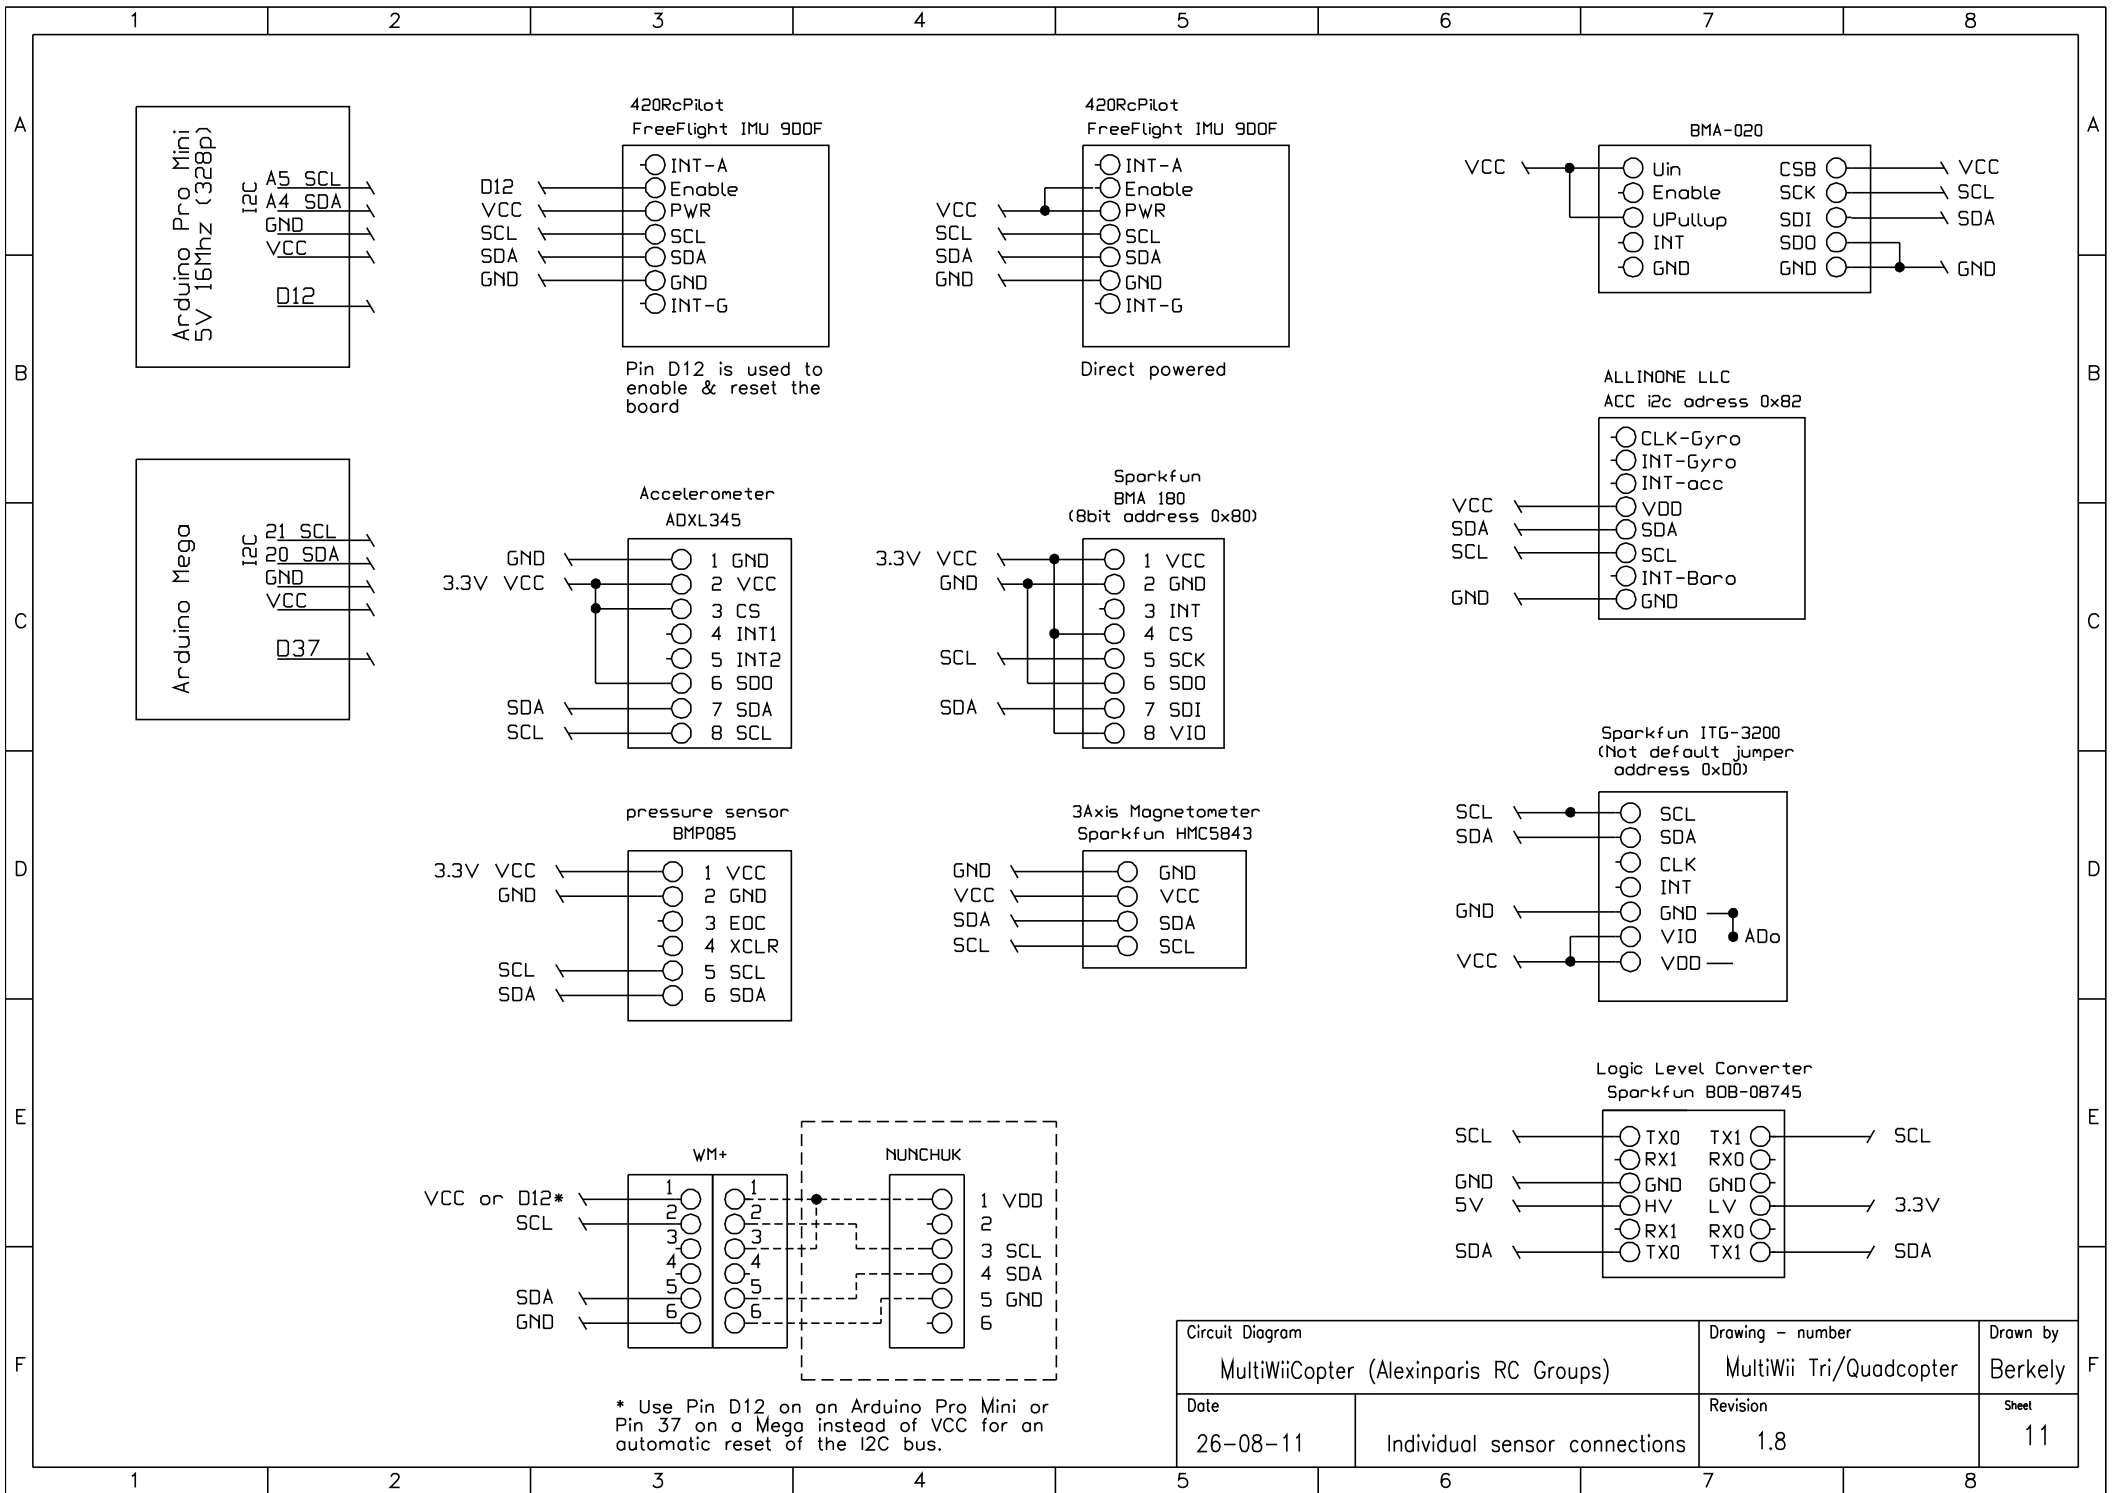 1 2 3 4 5 6 7 8
A
B
C
D
E
F
Arduino Pro Mini
5V 16Mhz (328p)
I2C
A5 SCL
A4 SDA
GND
VCC
D12
420RcPilot
FreeFlight IMU 9DOF
INT-A
D12 Enable
VCC PWR
SCL SCL
SDA SDA
GND GND
INT-G
Pin D12 is used to
enable & reset the
board
420RcPilot
FreeFlight IMU 9DOF
INT-A
Enable
VCC PWR
SCL SCL
SDA SDA
GND GND
INT-G
Direct powered
BMA-020
VCC Uin CSB VCC
Enable SCK SCL
UPullup SDI SDA
INT SDO
GND GND GND
ALLINONE LLC
ACC i2c adress 0x82
CLK-Gyro
INT-Gyro
INT-acc
VCC VDD
SDA SDA
SCL SCL
INT-Baro
GND GND
Arduino Mega
I2C
21 SCL
20 SDA
GND
VCC
D37
Accelerometer
ADXL345
GND 1 GND
3.3V VCC 2 VCC
3 CS
4 INT1
5 INT2
6 SDO
SDA 7 SDA
SCL 8 SCL
Sparkfun
BMA 180
(8bit address 0x80)
3.3V VCC 1 VCC
GND 2 GND
3 INT
4 CS
SCL 5 SCK
6 SDO
SDA 7 SDI
8 VIO
Sparkfun ITG-3200
(Not default jumper
address 0xD0)
SCL SCL
SDA SDA
CLK
INT
GND GND
VIO ADo
VCC VDD
pressure sensor
BMP085
3.3V VCC 1 VCC
GND 2 GND
3 EOC
4 XCLR
SCL 5 SCL
SDA 6 SDA
3Axis Magnetometer
Sparkfun HMC5843
GND GND
VCC VCC
SDA SDA
SCL SCL
Logic Level Converter
Sparkfun BOB-08745
SCL TX0 TX1 SCL
RX1 RX0
GND GND GND
5V HV LV 3.3V
RX1 RX0
SDA TX0 TX1 SDA
WM+ NUNCHUK
VCC or D12* 1 1 1 VDD
SCL 2 2 2
3 3 3 SCL
4 4 4 SDA
SDA 5 5 5 GND
GND 6 6 6
* Use Pin D12 on an Arduino Pro Mini or
Pin 37 on a Mega instead of VCC for an
automatic reset of the I2C bus.
Circuit Diagram
MultiWiiCopter (Alexinparis RC Groups)
Drawing - number
MultiWii Tri/Quadcopter
Drawn by
Berkely
Date
26-08-11
Individual sensor connections
Revision
1.8
Sheet
11
A
B
C
D
E
F
1 2 3 4 5 6 7 8